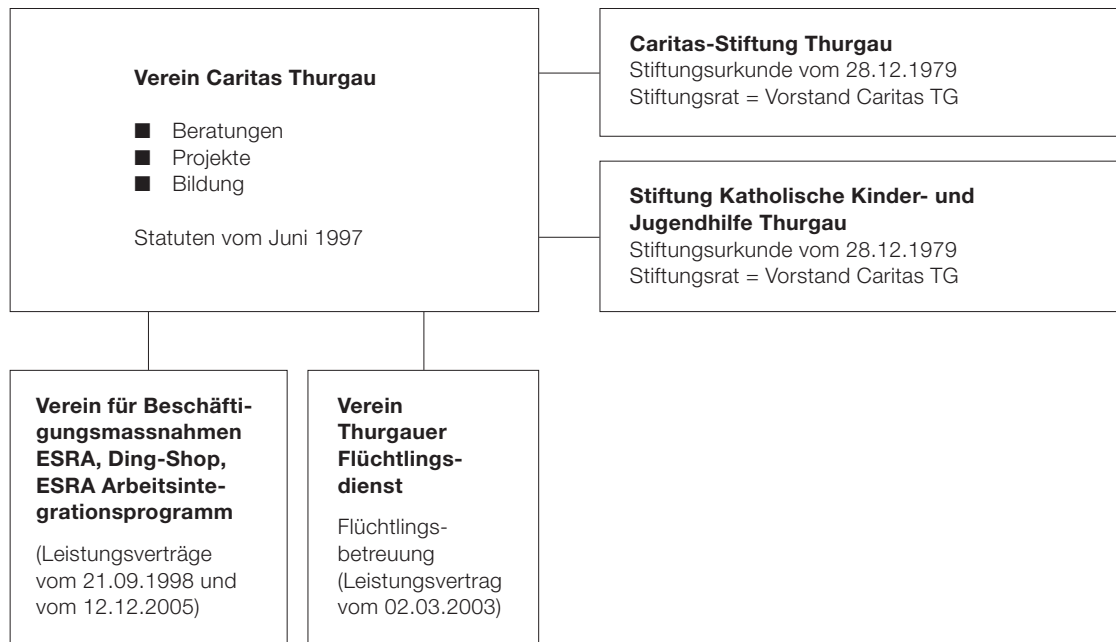 Verein Caritas Thurgau
■ Beratungen
■ Projekte
■ Bildung
Statuten vom Juni 1997
Caritas-Stiftung Thurgau
Stiftungsurkunde vom 28.12.1979
Stiftungsrat = Vorstand Caritas TG
Stiftung Katholische Kinder- und
Jugendhilfe Thurgau
Stiftungsurkunde vom 28.12.1979
Stiftungsrat = Vorstand Caritas TG
Verein für Beschäfti-
gungsmassnahmen
ESRA, Ding-Shop,
ESRA Arbeitsinte-
grationsprogramm
(Leistungsverträge
vom 21.09.1998 und
vom 12.12.2005)
Verein
Thurgauer
Flüchtlings-
dienst
Flüchtlings-
betreuung
(Leistungsvertrag
vom 02.03.2003)